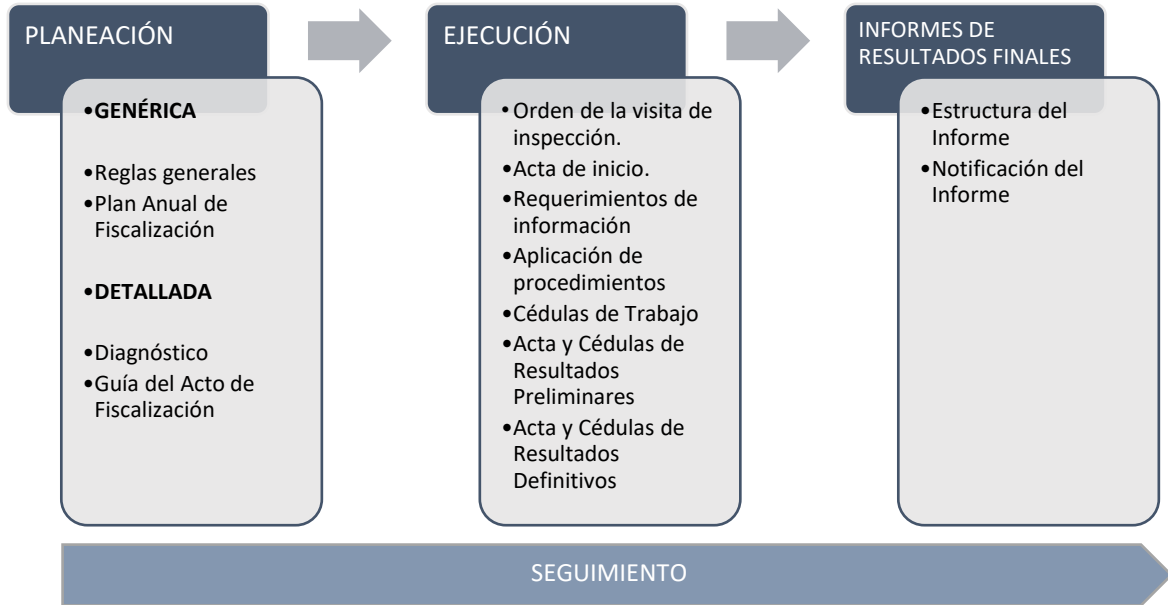 PLANEACIÓN
•GENÉRICA
•Reglas generales
•Plan Anual de
Fiscalización
•DETALLADA
•Diagnóstico
•Guía del Acto de
Fiscalización
EJECUCIÓN
•Orden de la visita de
inspección.
•Acta de inicio.
•Requerimientos de
información
•Aplicación de
procedimientos
•Cédulas de Trabajo
•Acta y Cédulas de
Resultados
Preliminares
•Acta y Cédulas de
Resultados
Definitivos
INFORMES DE
RESULTADOS FINALES
•Estructura del
Informe
•Notificación del
Informe
SEGUIMIENTO